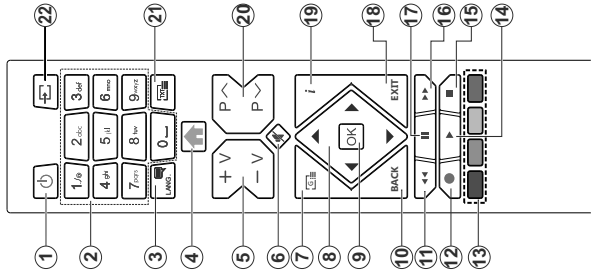 1 22
1./@ 2abc 3def
2
4ghi 5jkl 6mno
7pqrs 8tuv 9wxyz
3 LANG. 0 TXT 21
4
5 + V P 20
- V P
6
7 G i 19
8
9 OK
10 BACK EXIT 18
17
11 16
12 15
13 14